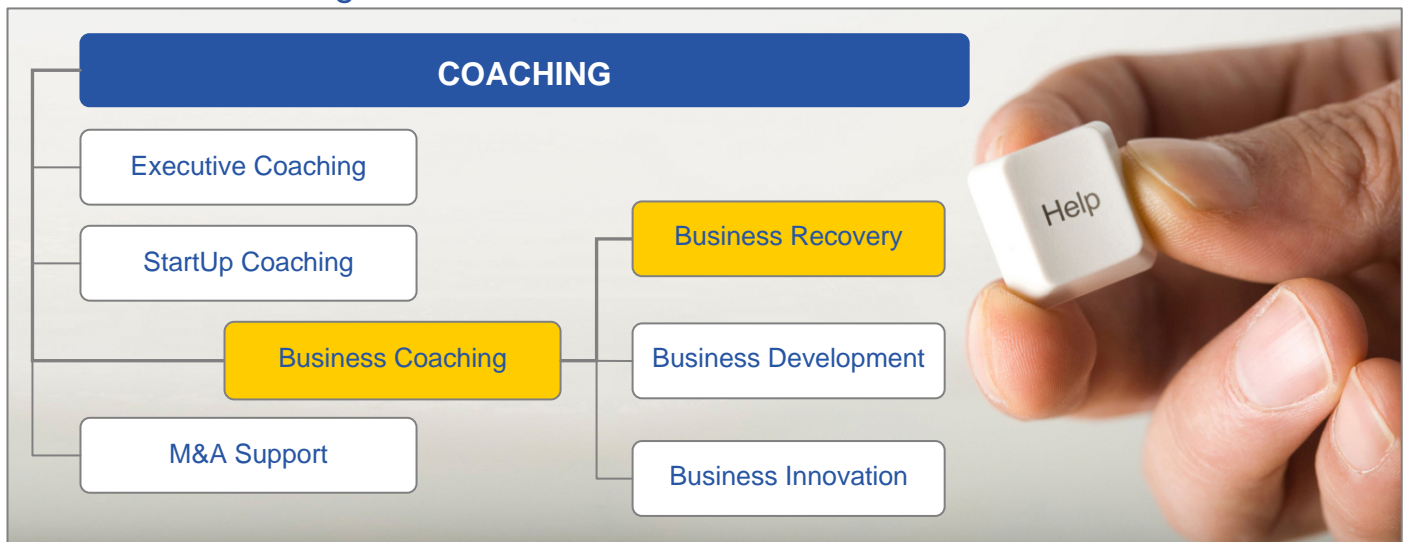 COACHING
Executive Coaching
StartUp Coaching
Business Coaching
M&A Support
Business Recovery
Business Development
Business Innovation
Help